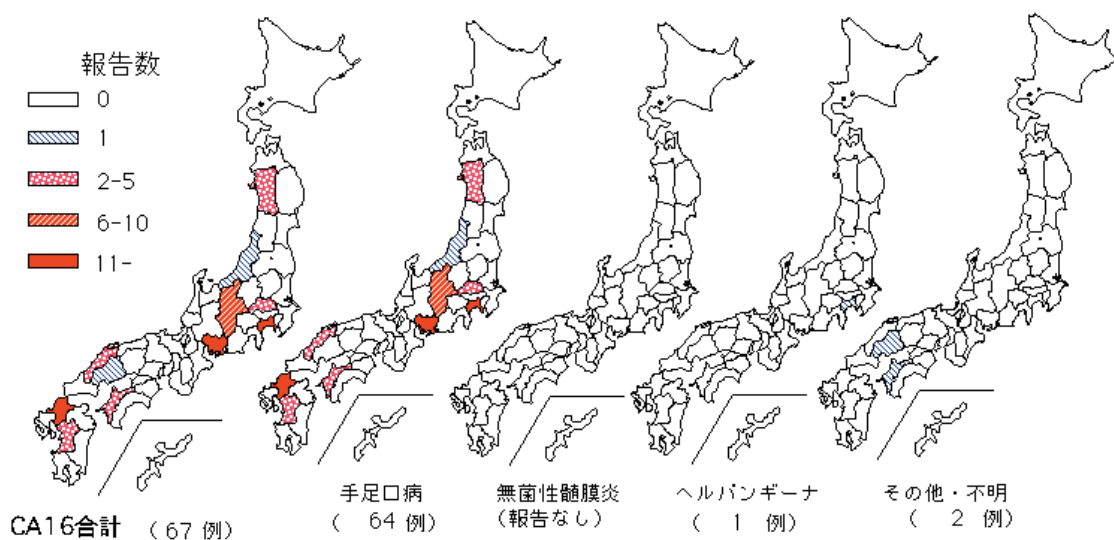 報告数
0
1
2-5
6-10
11-
CA16合計 (67 例)
手足口病
( 64 例)
無菌性髄膜炎
(報告なし)
ヘルパンギーナ
( 1 例)
その他・不明
( 2 例)